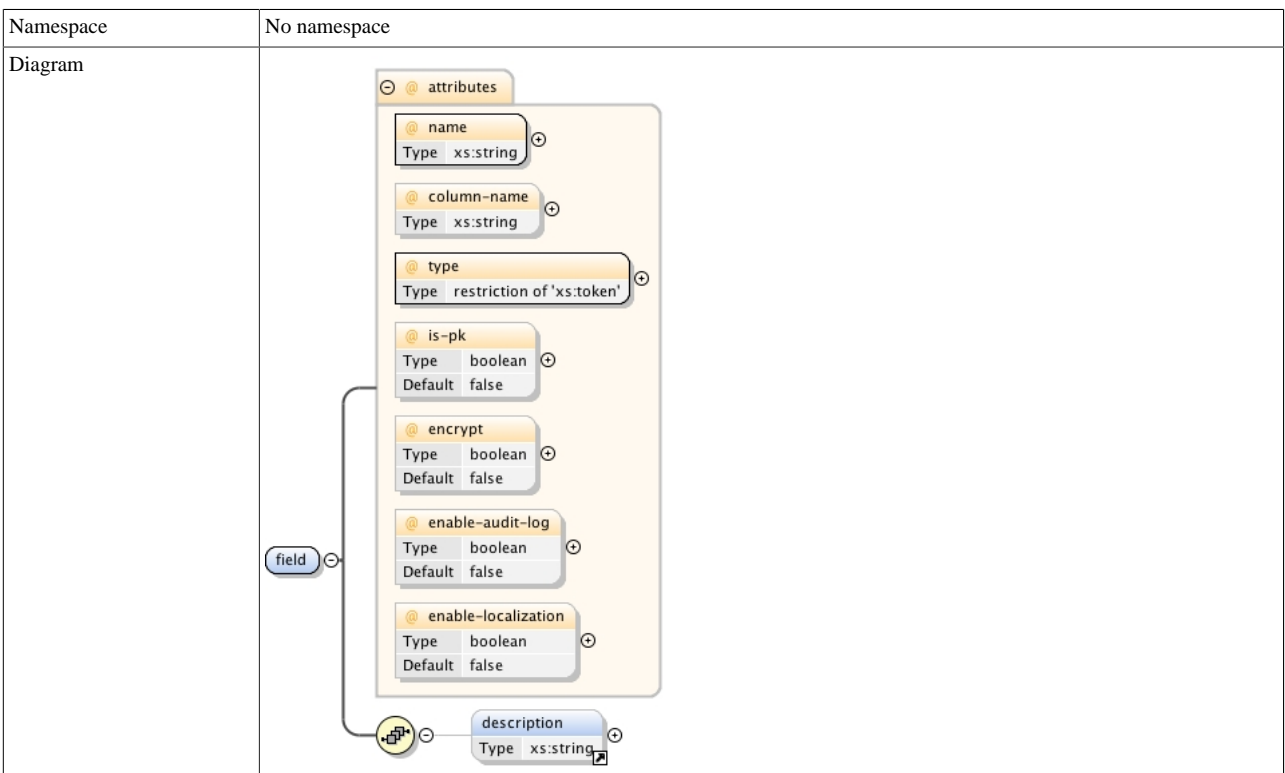 Namespace No namespace
Diagram
@ attributes
@ name
Type xs:string
@ column-name
Type xs:string
@ type
Type restriction of 'xs:token'
@ is-pk
Type boolean
Default false
@ encrypt
Type boolean
Default false
@ enable-audit-log
Type boolean
Default false
field
@ enable-localization
Type boolean
Default false
description
Type xs:string